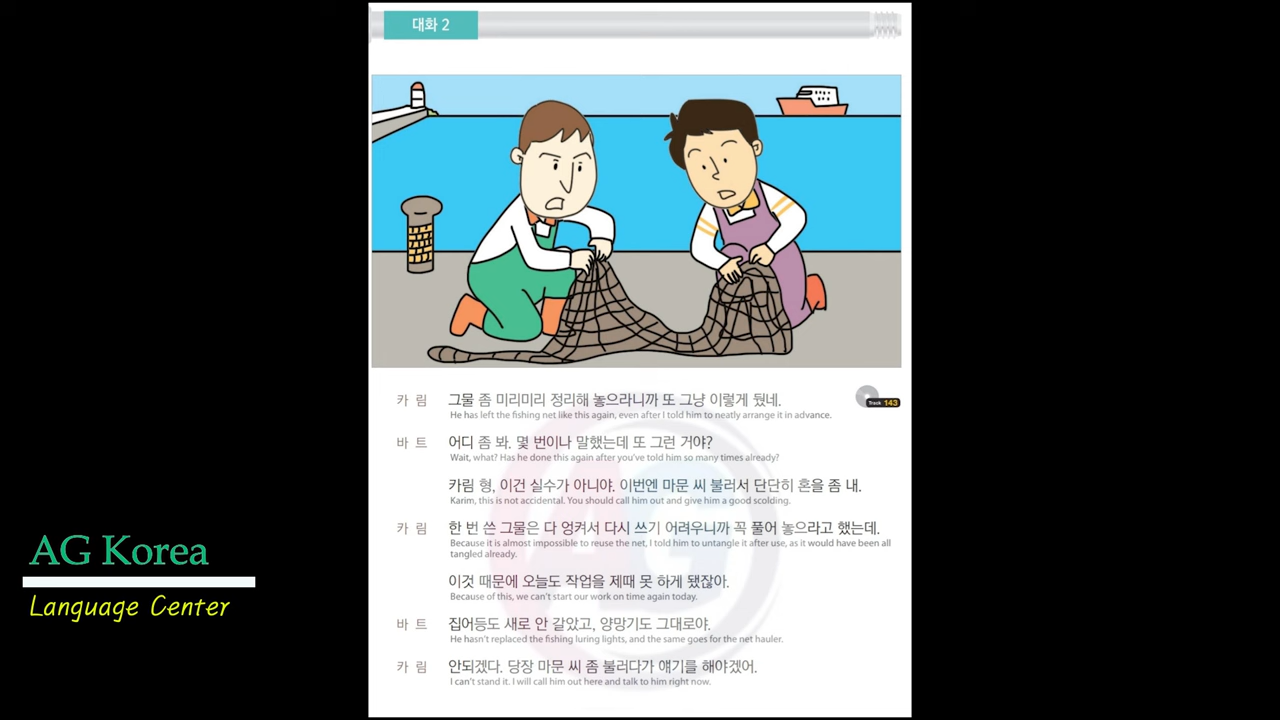 대화 2
카 림 그물 좀 미리미리 정리해 놓으라니까 또 그냥 이렇게 뒀네.
Track 143
He has left the fishing net like this again, even after I told him to neatly arrange it in advance.
바 트 어디 좀 봐. 몇 번이나 말했는데 또 그런 거야?
Wait, what? Has he done this again after you've told him so many times already?
카림 형, 이건 실수가 아니야. 이번엔 마문 씨 불러서 단단히 혼을 좀 내.
Karim, this is not accidental. You should call him out and give him a good scolding.
카 림 한 번 쓴 그물은 다 엉켜서 다시 쓰기 어려우니까 꼭 풀어 놓으라고 했는데.
Because it is almost impossible to reuse the net, I told him to untangle it after use, as it would have been all
tangled already.
이것 때문에 오늘도 작업을 제때 못 하게 됐잖아.
Because of this, we can't start our work on time again today.
바 트 집어등도 새로 안 갈았고, 양망기도 그대로야.
He hasn't replaced the fishing luring lights, and the same goes for the net hauler.
카 림 안되겠다. 당장 마문 씨 좀 불러다가 얘기를 해야겠어.
I can't stand it. I will call him out here and talk to him right now.
AG Korea
Language Center
AG